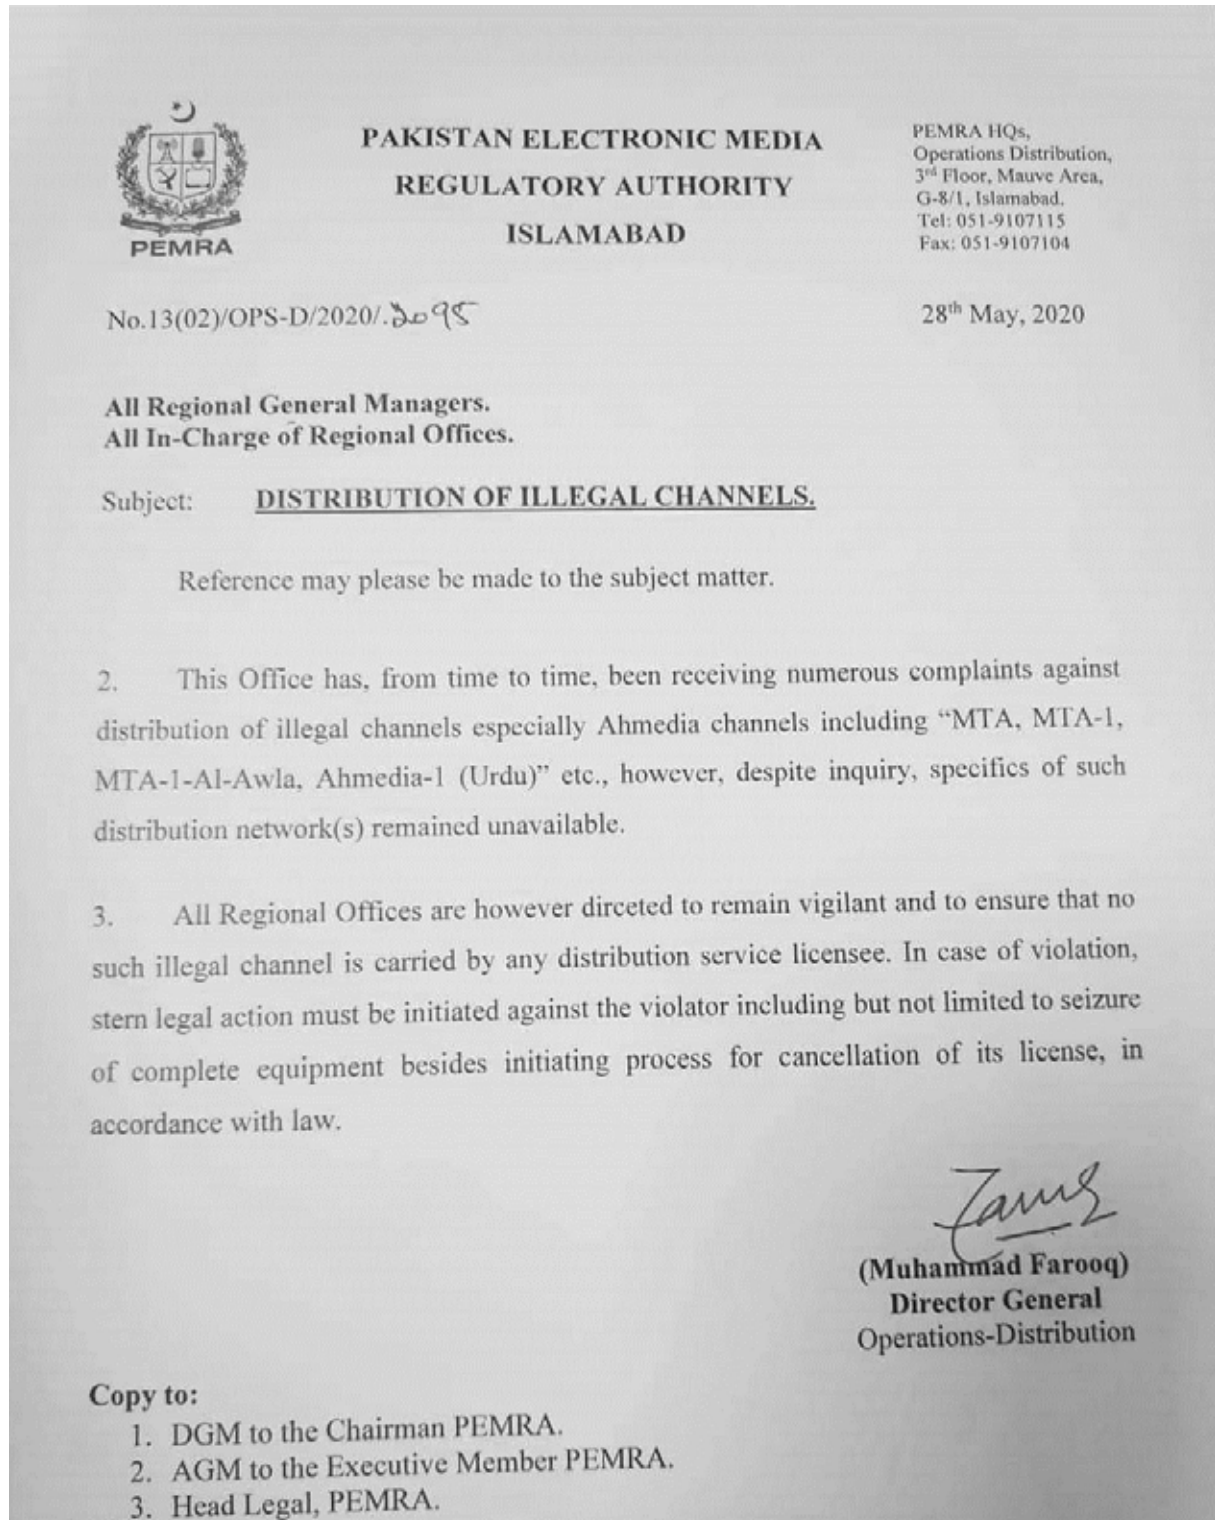 PEMRA
PAKISTAN ELECTRONIC MEDIA
REGULATORY AUTHORITY
ISLAMABAD
PEMRA HQs,
Operations Distribution,
3rd Floor, Mauve Area,
G-8/1, Islamabad.
Tel: 051-9107115
Fax: 051-9107104
No.13(02)/OPS-D/2020/.2095
28th May, 2020
All Regional General Managers.
All In-Charge of Regional Offices.
Subject: DISTRIBUTION OF ILLEGAL CHANNELS.
Reference may please be made to the subject matter.
2. This Office has, from time to time, been receiving numerous complaints against
distribution of illegal channels especially Ahmedia channels including “MTA, MTA-1,
MTA-1-Al-Awla, Ahmedia-1 (Urdu)” etc., however, despite inquiry, specifics of such
distribution network(s) remained unavailable.
3. All Regional Offices are however dirceted to remain vigilant and to ensure that no
such illegal channel is carried by any distribution service licensee. In case of violation,
stern legal action must be initiated against the violator including but not limited to seizure
of complete equipment besides initiating process for cancellation of its license, in
accordance with law.
(Muhammad Farooq)
Director General
Operations-Distribution
Copy to:
1. DGM to the Chairman PEMRA.
2. AGM to the Executive Member PEMRA.
3. Head Legal, PEMRA.